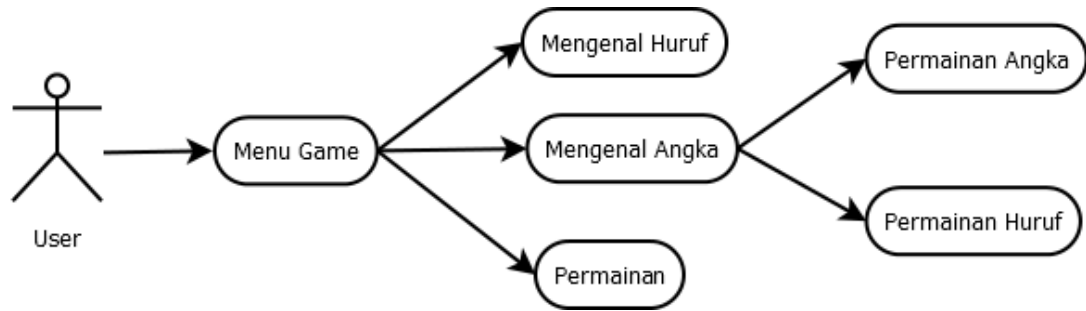 Mengenal Huruf
Permainan Angka
Menu Game
Mengenal Angka
Permainan Huruf
User
Permainan